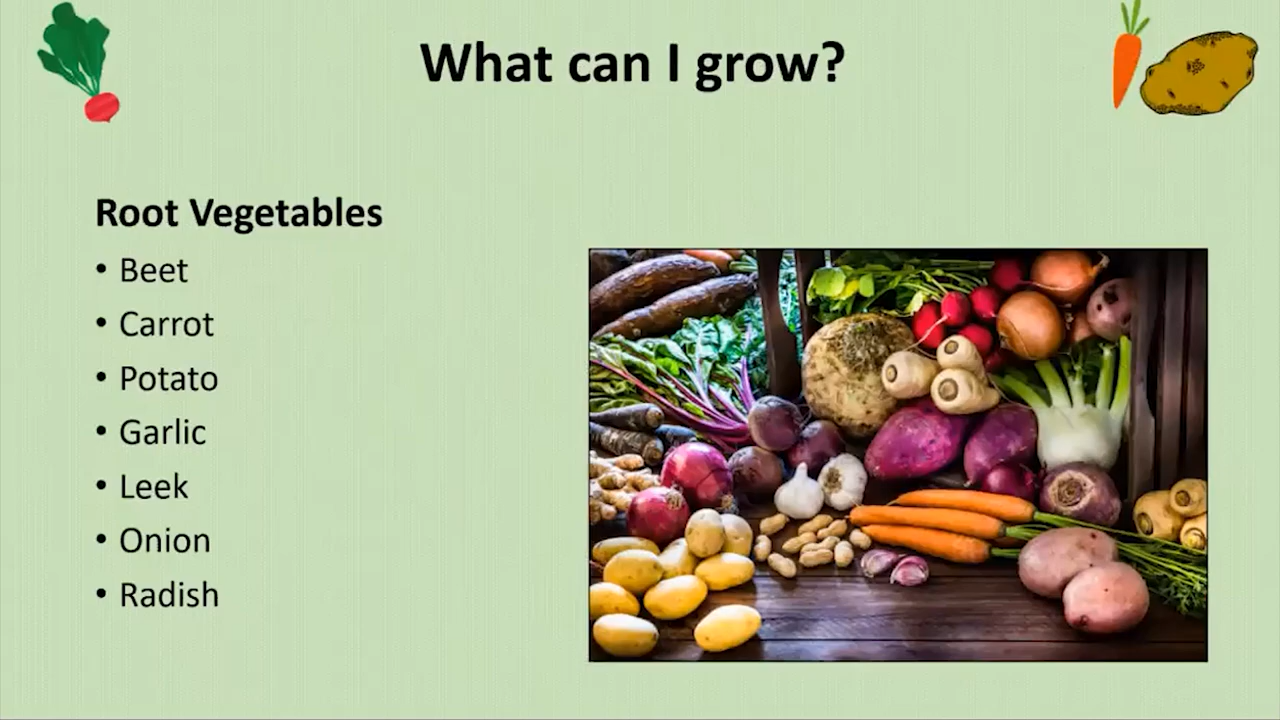 What can I grow?
Root Vegetables
• Beet
• Carrot
• Potato
• Garlic
• Leek
• Onion
• Radish